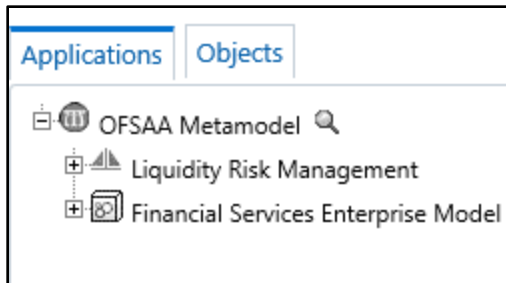 Applications Objects
OFSAA Metamodel
Liquidity Risk Management
Financial Services Enterprise Model